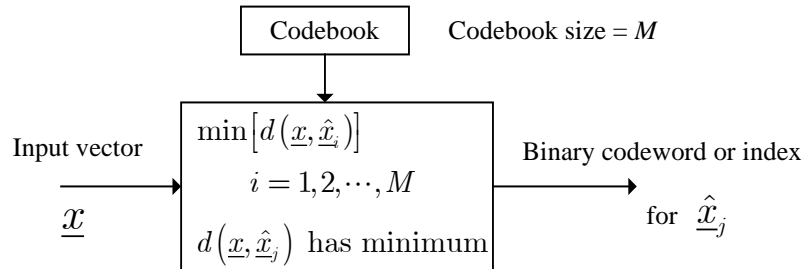 Codebook Codebook size = M
min[d(x̲, x̲̂ᵢ)]
Input vector i = 1,2,⋯,M Binary codeword or index
x̲ d(x̲, x̲̂ⱼ) has minimum for x̲̂ⱼ